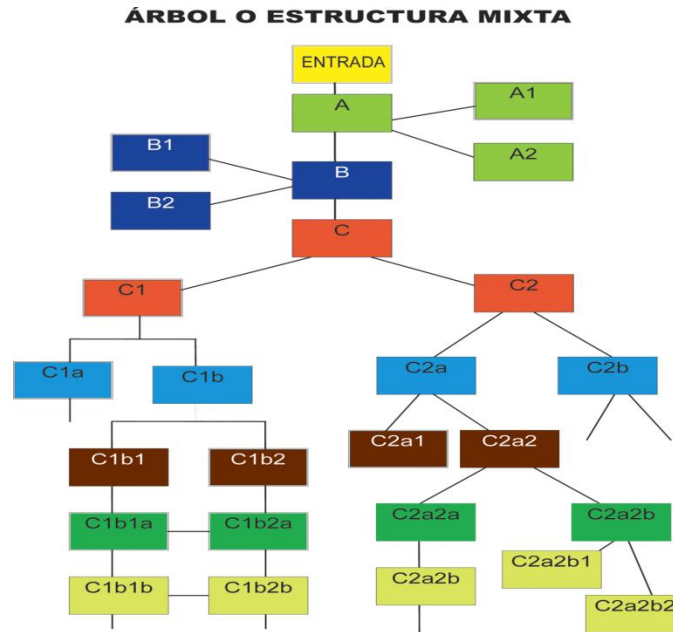 ÁRBOL O ESTRUCTURA MIXTA
ENTRADA
A
A1
A2
B1
B
B2
C
C1
C2
C1a
C1b
C2a
C2b
C1b1
C1b2
C2a1
C2a2
C1b1a
C1b2a
C2a2a
C2a2b
C1b1b
C1b2b
C2a2b
C2a2b1
C2a2b2